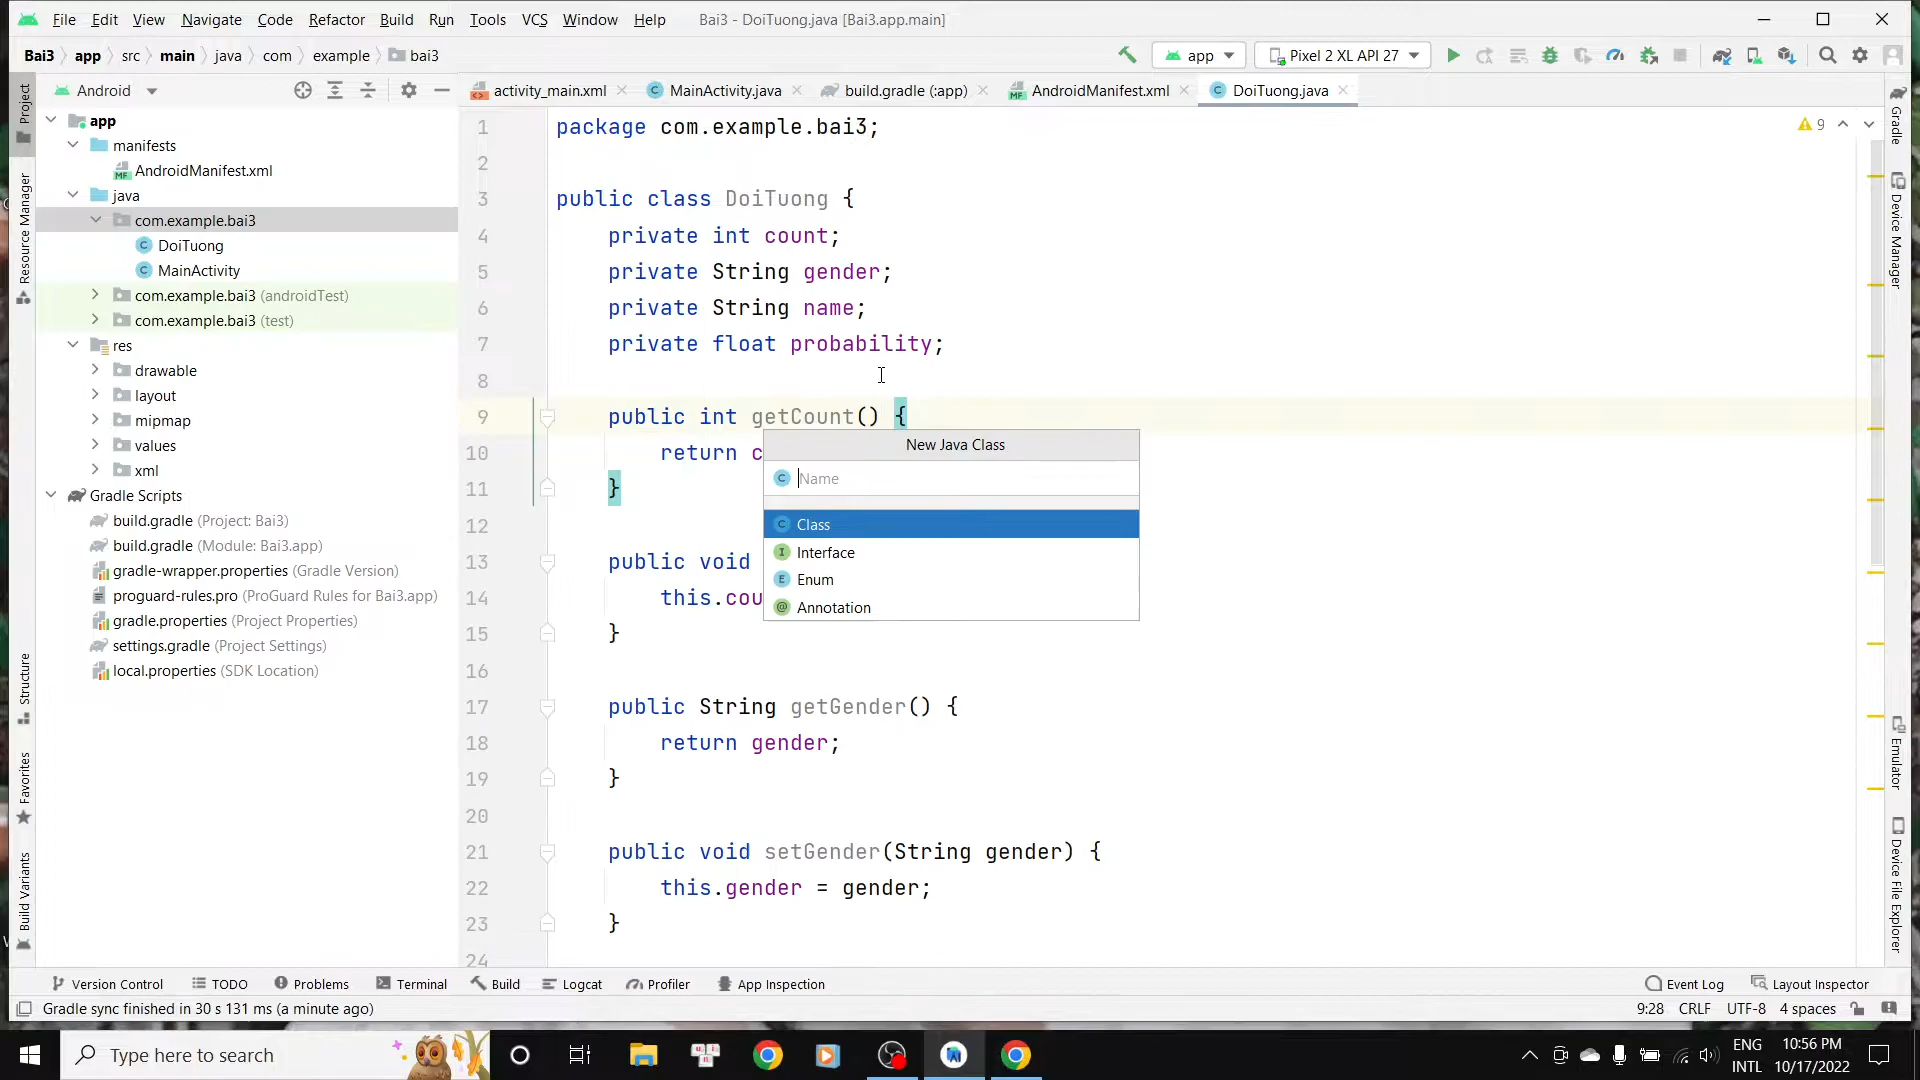 File Edit View Navigate Code Refactor Build Run Tools VCS Window Help Bai3 - DoiTuong.java [Bai3.app.main]
Bai3 app src main java com example bai3 app Pixel 2 XL API 27
Android activity_main.xml MainActivity.java build.gradle (:app) AndroidManifest.xml DoiTuong.java
Project
Resource Manager
Structure
Favorites
Build Variants
app
manifests
AndroidManifest.xml
java
com.example.bai3
DoiTuong
MainActivity
com.example.bai3 (androidTest)
com.example.bai3 (test)
res
drawable
layout
mipmap
values
xml
Gradle Scripts
build.gradle (Project: Bai3)
build.gradle (Module: Bai3.app)
gradle-wrapper.properties (Gradle Version)
proguard-rules.pro (ProGuard Rules for Bai3.app)
gradle.properties (Project Properties)
settings.gradle (Project Settings)
local.properties (SDK Location)
1 package com.example.bai3;
2
3 public class DoiTuong {
4 private int count;
5 private String gender;
6 private String name;
7 private float probability;
8
9 public int getCount() {
10 return c
11 }
12
13 public void
14 this.cou
15 }
16
17 public String getGender() {
18 return gender;
19 }
20
21 public void setGender(String gender) {
22 this.gender = gender;
23 }
24
9
New Java Class
Name
Class
Interface
Enum
Annotation
Gradle
Device Manager
Emulator
Device File Explorer
Version Control TODO Problems Terminal Build Logcat Profiler App Inspection Event Log Layout Inspector
Gradle sync finished in 30 s 131 ms (a minute ago) 9:28 CRLF UTF-8 4 spaces
Type here to search
ENG
INTL
10:56 PM
10/17/2022